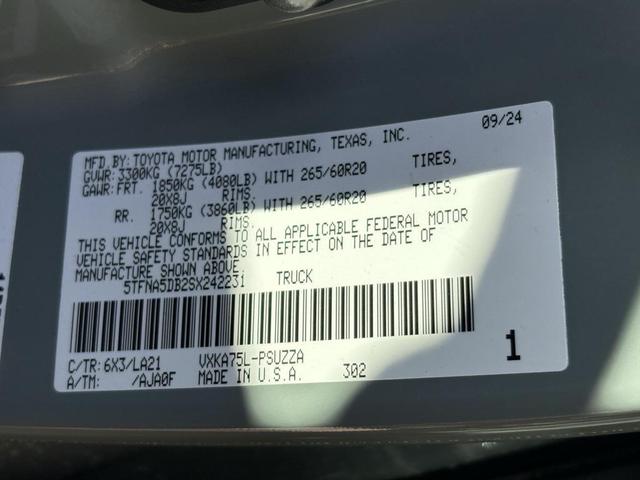 MFD.BY:TOYOTA MOTOR MANUFACTURING, TEXAS, INC. 09/24
GVWR:3300KG (7275LB)
GAWR:FRT. 1850KG (4080LB) WITH 265/60R20 TIRES,
20X8J RIMS
RR. 1750KG (3860LB) WITH 265/60R20 TIRES,
20X8J RIMS.
THIS VEHICLE CONFORMS TO ALL APPLICABLE FEDERAL MOTOR
VEHICLE SAFETY STANDARDS IN EFFECT ON THE DATE OF
MANUFACTURE SHOWN ABOVE.
5TFNA5DB2SX242231 TRUCK
C/TR:6X3/LA21 VXKA75L-PSUZZA
A/TM: /AJA0F MADE IN U.S.A. 302 1